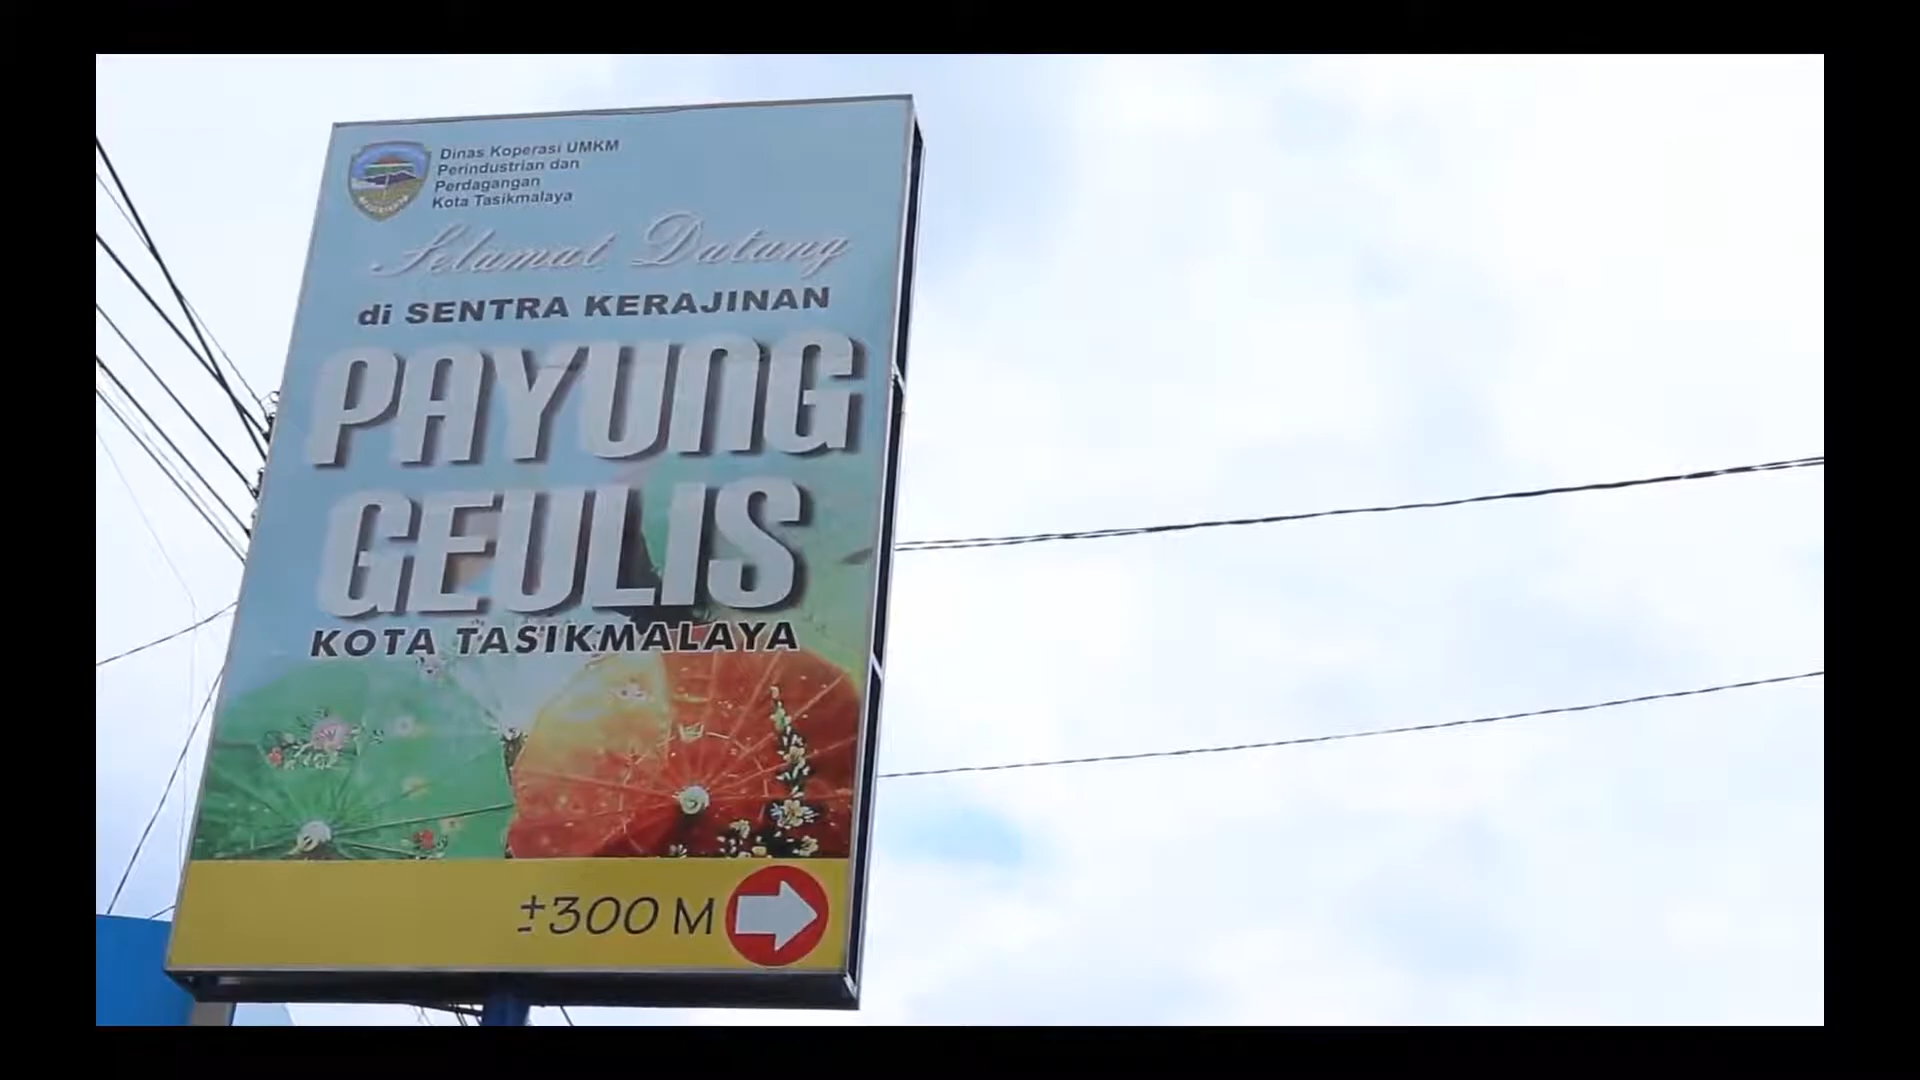 Dinas Koperasi UMKM
Perindustrian dan
Perdagangan
Kota Tasikmalaya
Selamat Datang
di SENTRA KERAJINAN
PAYUNG
GEULIS
KOTA TASIKMALAYA
±300 M